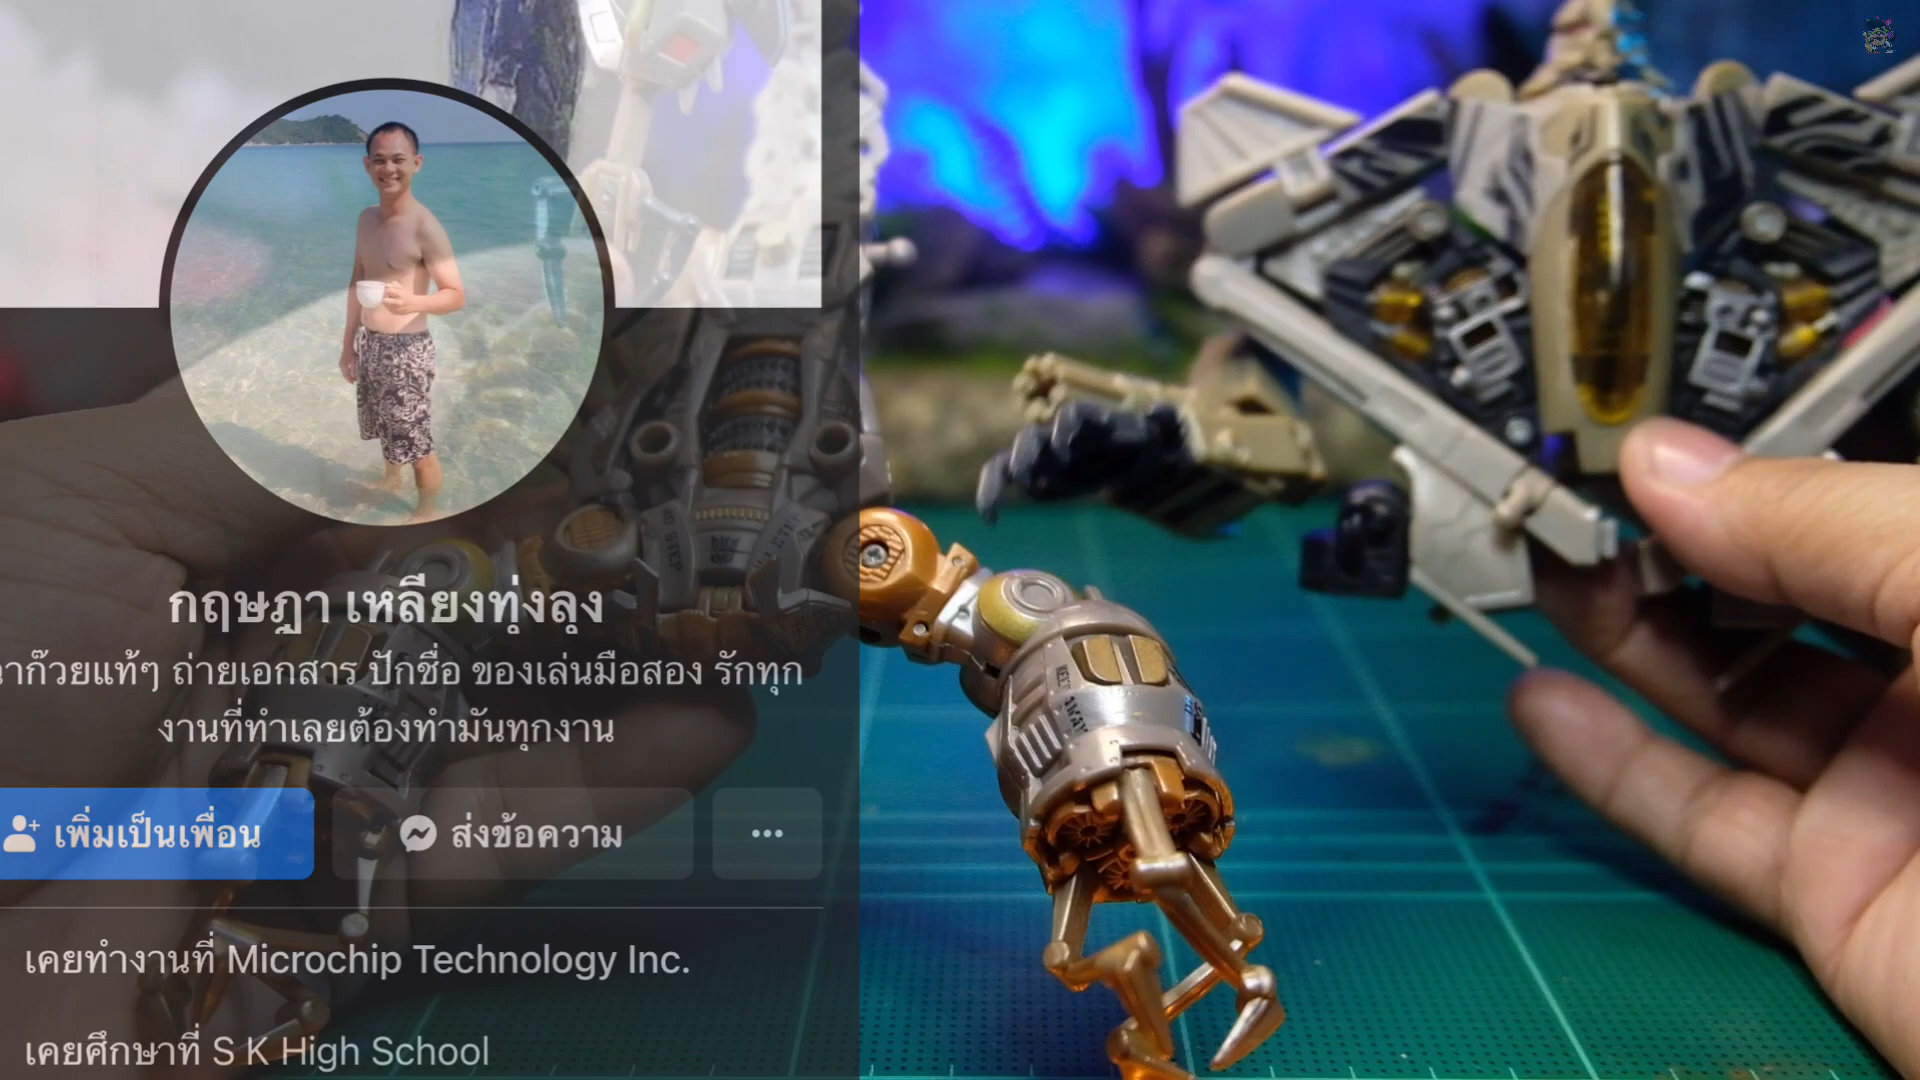 กฤษฎา เหลียงทุ่งลุง
าก๊วยแท้ๆ ถ่ายเอกสาร ปักชื่อ ของเล่นมือสอง รักทุก
งานที่ทำเลยต้องทำมันทุกงาน
เพิ่มเป็นเพื่อน
ส่งข้อความ
เคยทำงานที่ Microchip Technology Inc.
เคยศึกษาที่ S K High School